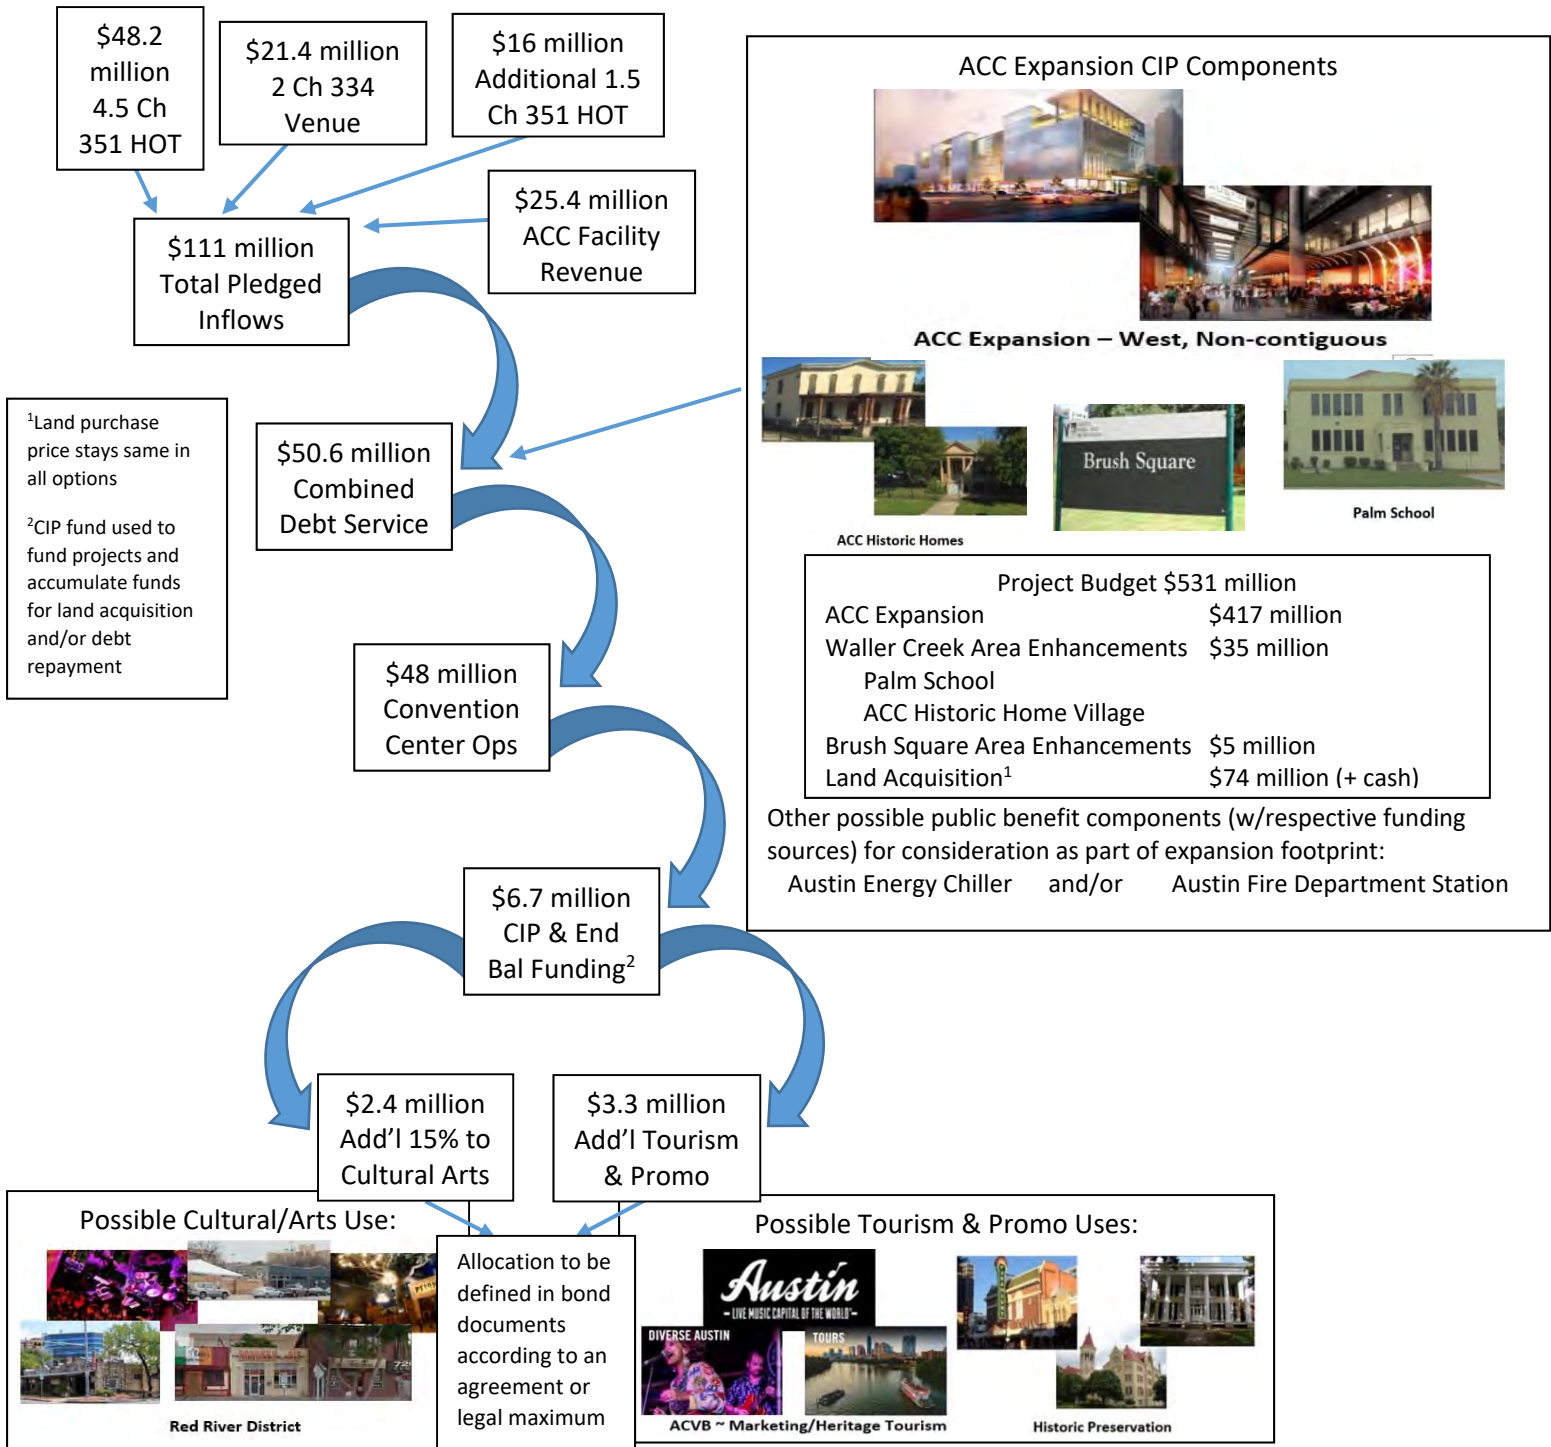 $48.2
million
4.5 Ch
351 HOT
$21.4 million
2 Ch 334
Venue
$16 million
Additional 1.5
Ch 351 HOT
$25.4 million
ACC Facility
Revenue
$111 million
Total Pledged
Inflows
¹Land purchase
price stays same in
all options
²CIP fund used to
fund projects and
accumulate funds
for land acquisition
and/or debt
repayment
$50.6 million
Combined
Debt Service
$48 million
Convention
Center Ops
$6.7 million
CIP & End
Bal Funding²
$2.4 million
Add’l 15% to
Cultural Arts
$3.3 million
Add’l Tourism
& Promo
ACC Expansion CIP Components
ACC Expansion – West, Non-contiguous
Brush Square
ACC Historic Homes
Palm School
Project Budget $531 million
ACC Expansion $417 million
Waller Creek Area Enhancements $35 million
Palm School
ACC Historic Home Village
Brush Square Area Enhancements $5 million
Land Acquisition¹ $74 million (+ cash)
Other possible public benefit components (w/respective funding
sources) for consideration as part of expansion footprint:
Austin Energy Chiller and/or Austin Fire Department Station
Possible Cultural/Arts Use:
Red River District
Allocation to be
defined in bond
documents
according to an
agreement or
legal maximum
Possible Tourism & Promo Uses:
Austin
LIVE MUSIC CAPITAL OF THE WORLD
DIVERSE AUSTIN
TOURS
ACVB ~ Marketing/Heritage Tourism
Historic Preservation